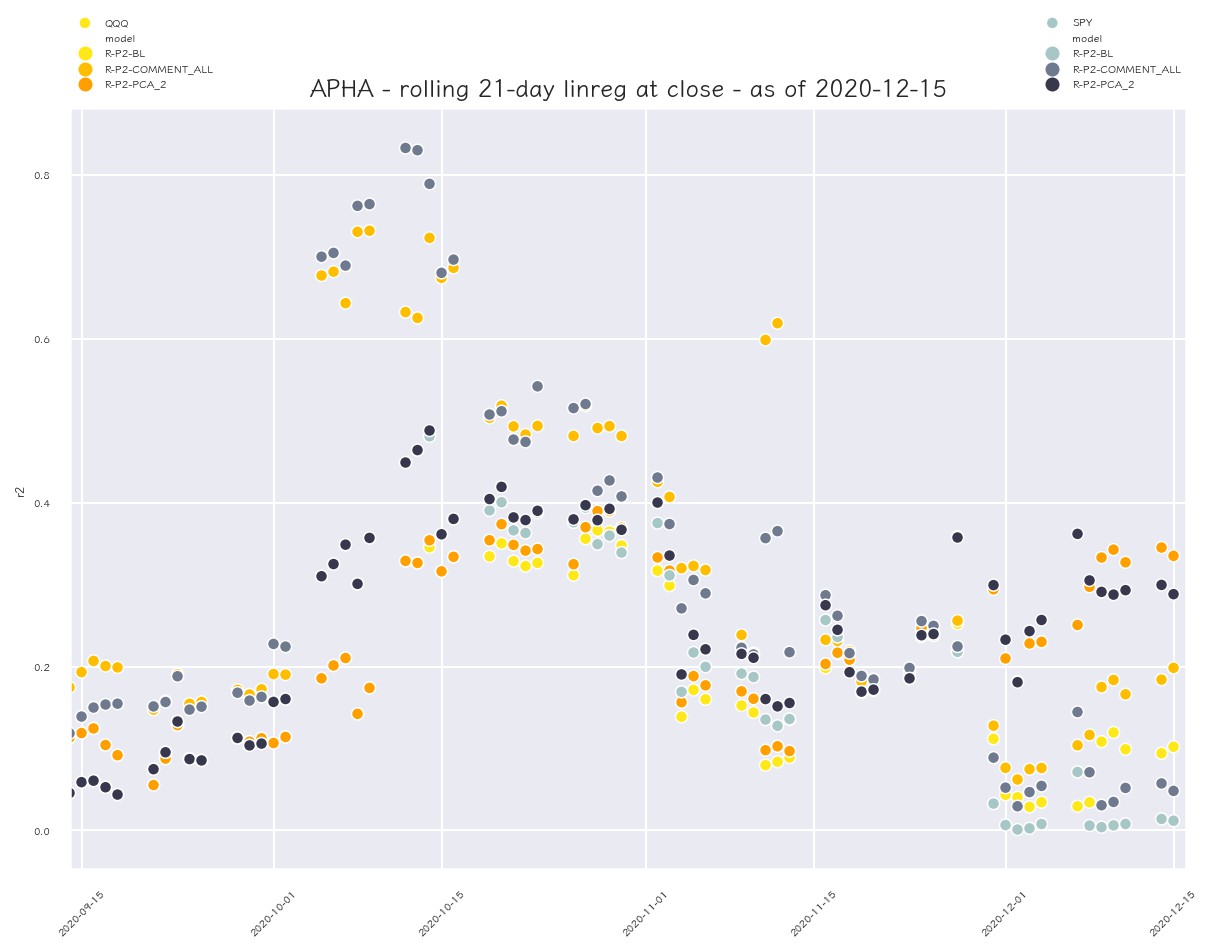 QQQ
model
R-P2-BL
R-P2-COMMENT_ALL
R-P2-PCA_2
SPY
model
R-P2-BL
R-P2-COMMENT_ALL
R-P2-PCA_2
APHA - rolling 21-day linreg at close - as of 2020-12-15
0.8
0.6
0.4
0.2
0.0
r2
2020-09-15
2020-10-01
2020-10-15
2020-11-01
2020-11-15
2020-12-01
2020-12-15